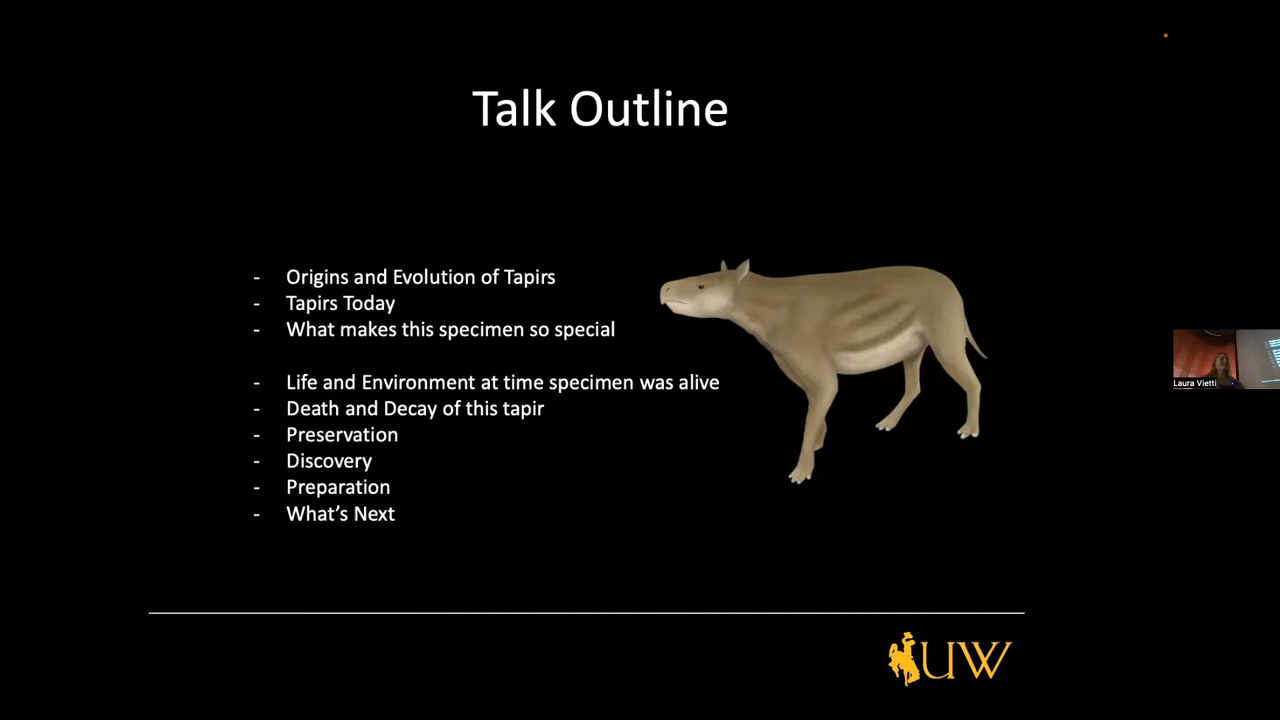 Talk Outline
- Origins and Evolution of Tapirs
- Tapirs Today
- What makes this specimen so special
- Life and Environment at time specimen was alive
- Death and Decay of this tapir
- Preservation
- Discovery
- Preparation
- What's Next
Laura Vietti
UW